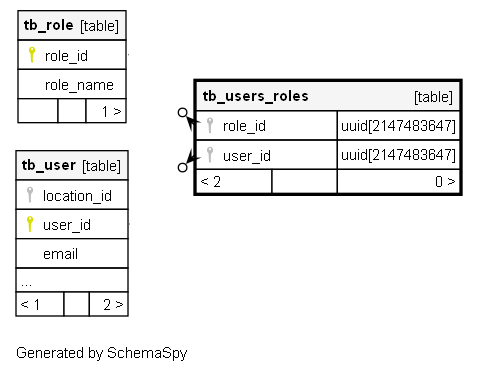 tb_role [table]
role_id
role_name
1 >
tb_users_roles [table]
role_id uuid[2147483647]
user_id uuid[2147483647]
< 2 0 >
tb_user [table]
location_id
user_id
email
...
< 1 2 >
Generated by SchemaSpy